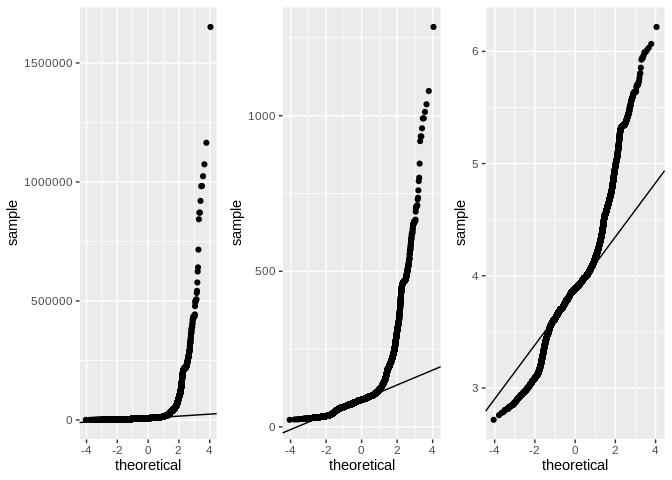 sample
1500000
1000000
500000
0
-4 -2 0 2 4
theoretical
sample
1000
500
0
-4 -2 0 2 4
theoretical
sample
6
5
4
3
-4 -2 0 2 4
theoretical